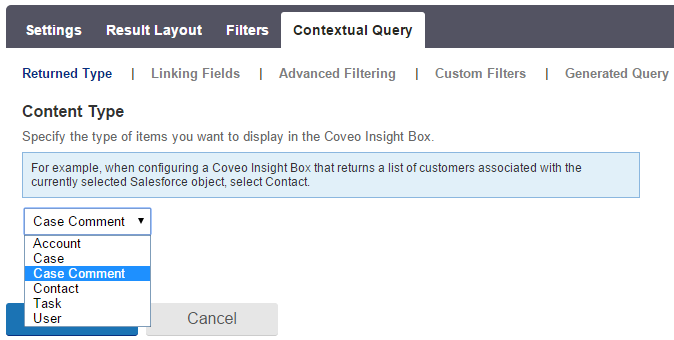 Settings Result Layout Filters Contextual Query
Returned Type | Linking Fields | Advanced Filtering | Custom Filters | Generated Query
Content Type
Specify the type of items you want to display in the Coveo Insight Box.
For example, when configuring a Coveo Insight Box that returns a list of customers associated with the
currently selected Salesforce object, select Contact.
Case Comment
Account
Case
Case Comment
Contact
Task
User
Cancel